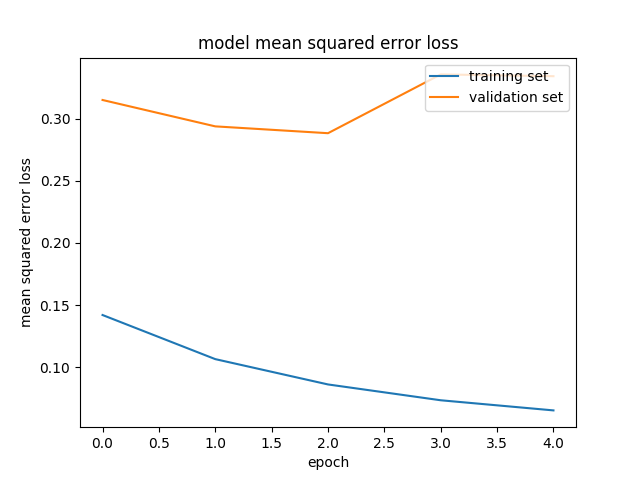 model mean squared error loss
training set
validation set
0.30
0.25
0.20
0.15
0.10
mean squared error loss
0.0 0.5 1.0 1.5 2.0 2.5 3.0 3.5 4.0
epoch